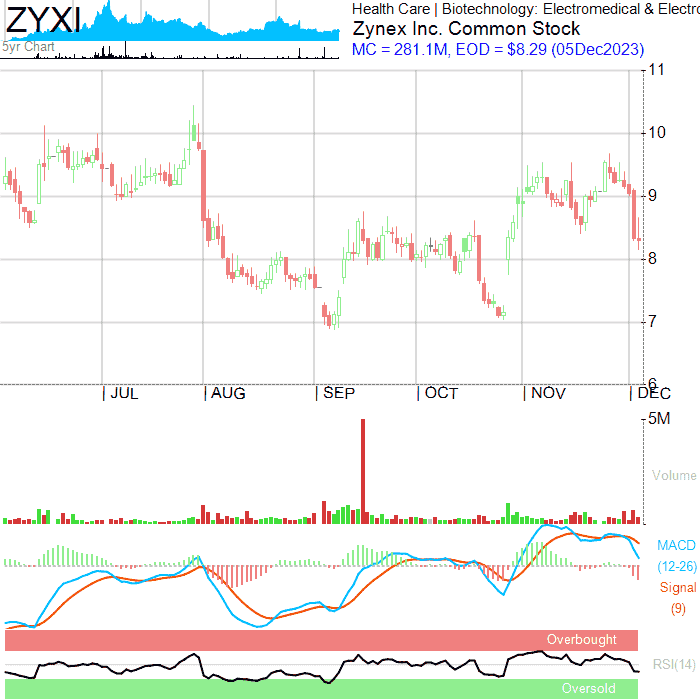 ZYXI
5yr Chart
Health Care | Biotechnology: Electromedical & Electro
Zynex Inc. Common Stock
MC = 281.1M, EOD = $8.29 (05Dec2023)
11
10
9
8
7
6
| JUL | AUG | SEP | OCT | NOV | DEC
5M
Volume
MACD
(12-26)
Signal
(9)
Overbought
RSI(14)
Oversold